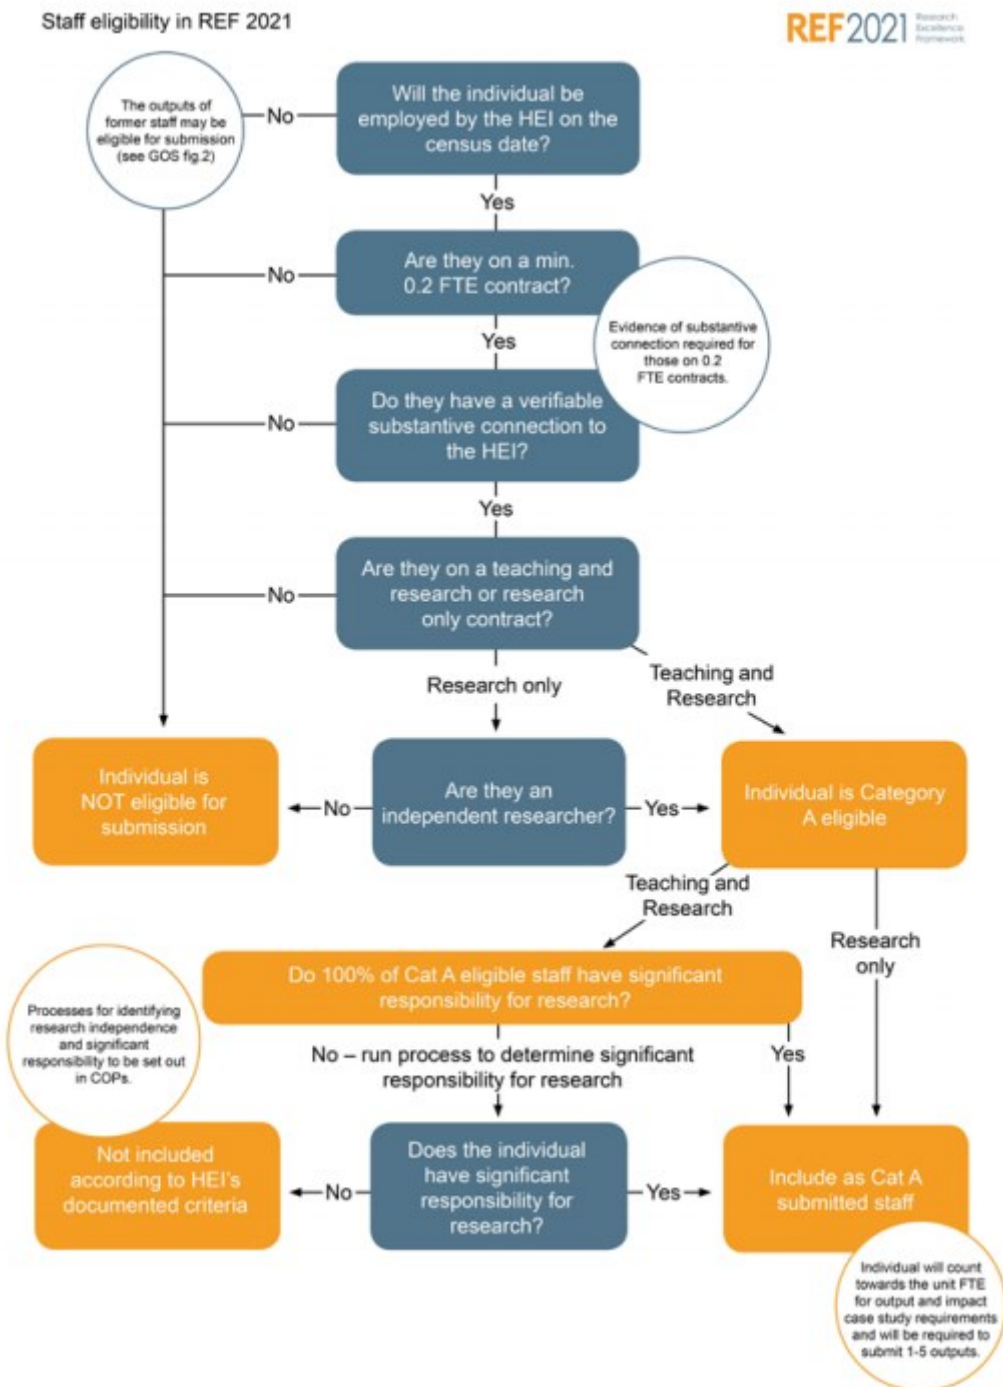 Staff eligibility in REF 2021
REF2021
Research
Excellence
Framework
The outputs of
former staff may be
eligible for submission
(see GOS fig.2)
No
Will the individual be
employed by the HEI on the
census date?
Yes
No
Are they on a min.
0.2 FTE contract?
Yes
Evidence of substantive
connection required for
those on 0.2
FTE contracts.
No
Do they have a verifiable
substantive connection to
the HEI?
Yes
No
Are they on a teaching and
research or research
only contract?
Research only
Teaching and
Research
Individual is
NOT eligible for
submission
No
Are they an
independent researcher?
Yes
Individual is Category
A eligible
Teaching and
Research
Research
only
Do 100% of Cat A eligible staff have significant
responsibility for research?
Processes for identifying
research independence
and significant
responsibility to be set out
in COPs.
No – run process to determine significant
responsibility for research
Yes
Not included
according to HEI's
documented criteria
No
Does the individual
have significant
responsibility for
research?
Yes
Include as Cat A
submitted staff
Individual will count
towards the unit FTE
for output and impact
case study requirements
and will be required to
submit 1-5 outputs.